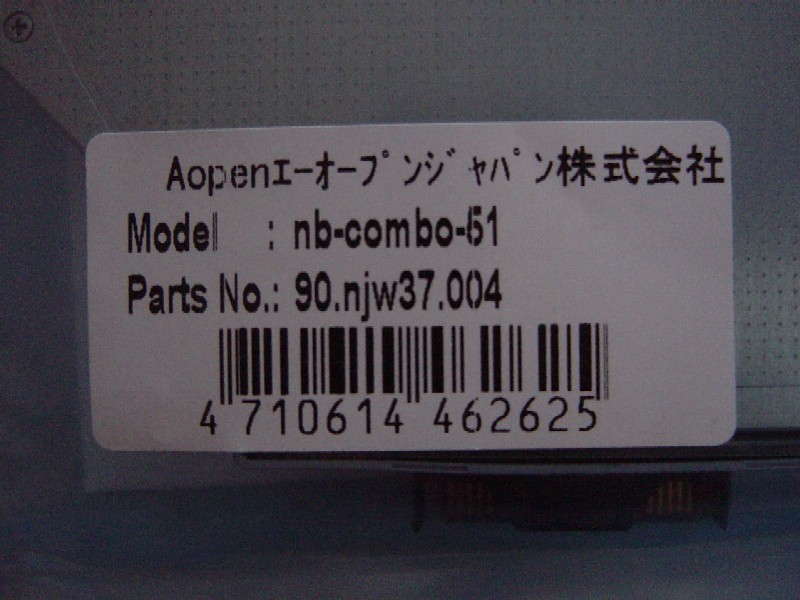 Aopenｴｰｵｰﾌﾟﾝｼﾞｬﾊﾟﾝ株式会社
Model : nb-combo-51
Parts No.: 90.njw37.004
4 710614 462625